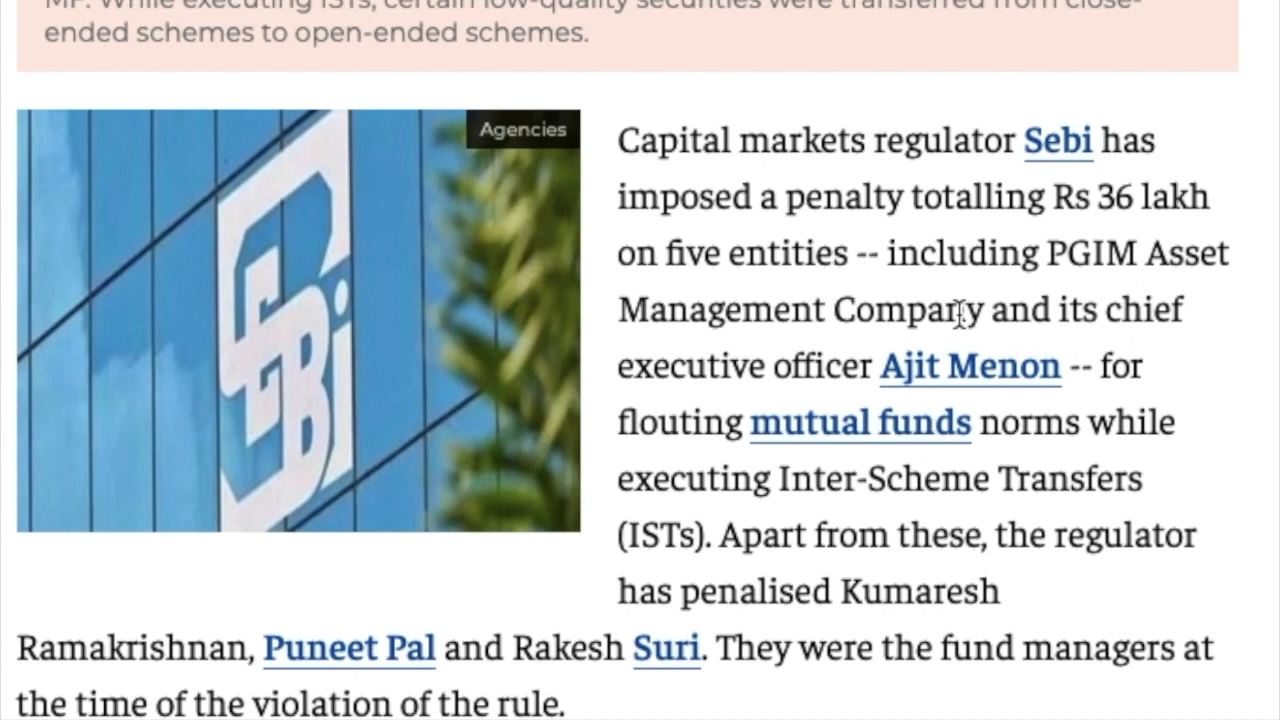 MF. While executing ISTs, certain low-quality securities were transferred from close-
ended schemes to open-ended schemes.
Agencies
SEBI
Capital markets regulator Sebi has
imposed a penalty totalling Rs 36 lakh
on five entities -- including PGIM Asset
Management Company and its chief
executive officer Ajit Menon -- for
flouting mutual funds norms while
executing Inter-Scheme Transfers
(ISTs). Apart from these, the regulator
has penalised Kumaresh
Ramakrishnan, Puneet Pal and Rakesh Suri. They were the fund managers at
the time of the violation of the rule.